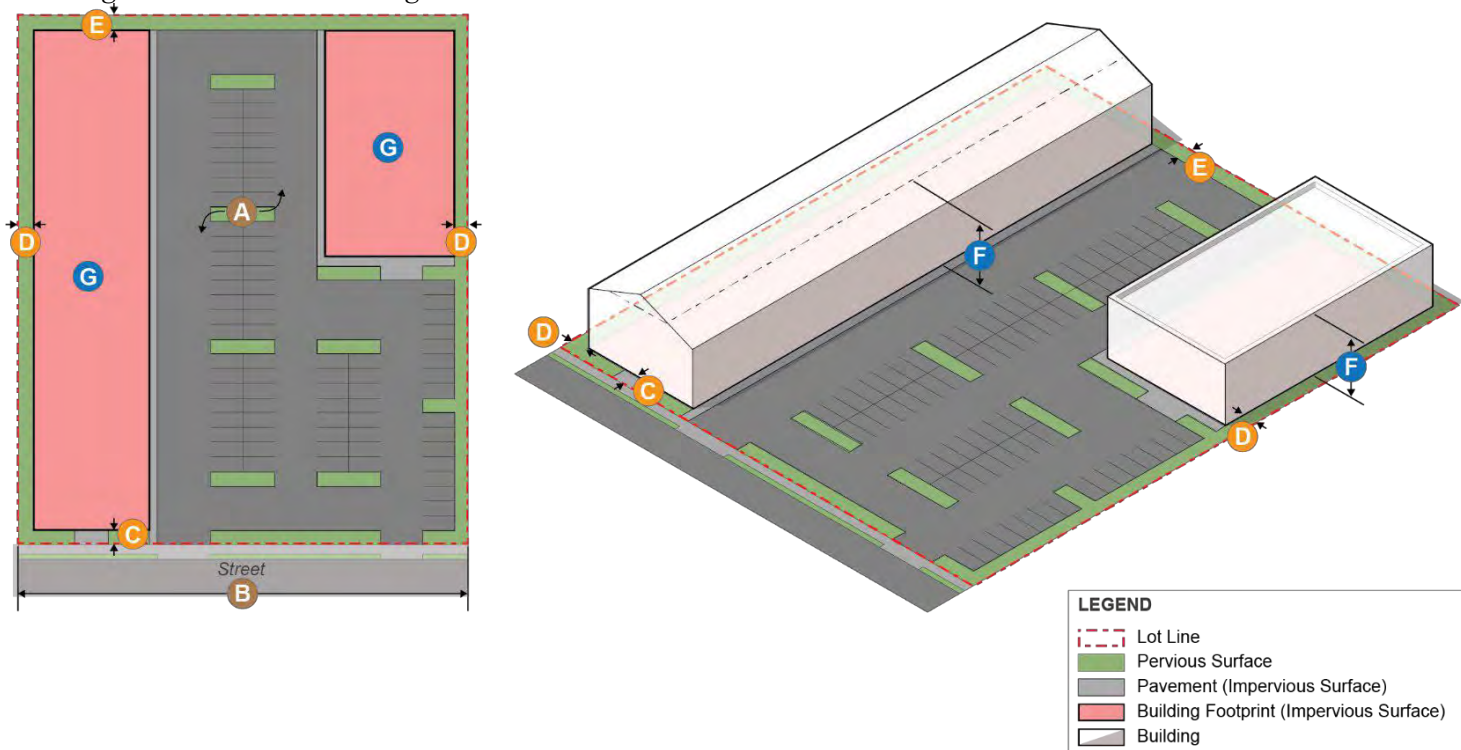 E
G
G
A
D
D
C
Street
B
E
F
D
C
F
D
LEGEND
Lot Line
Pervious Surface
Pavement (Impervious Surface)
Building Footprint (Impervious Surface)
Building